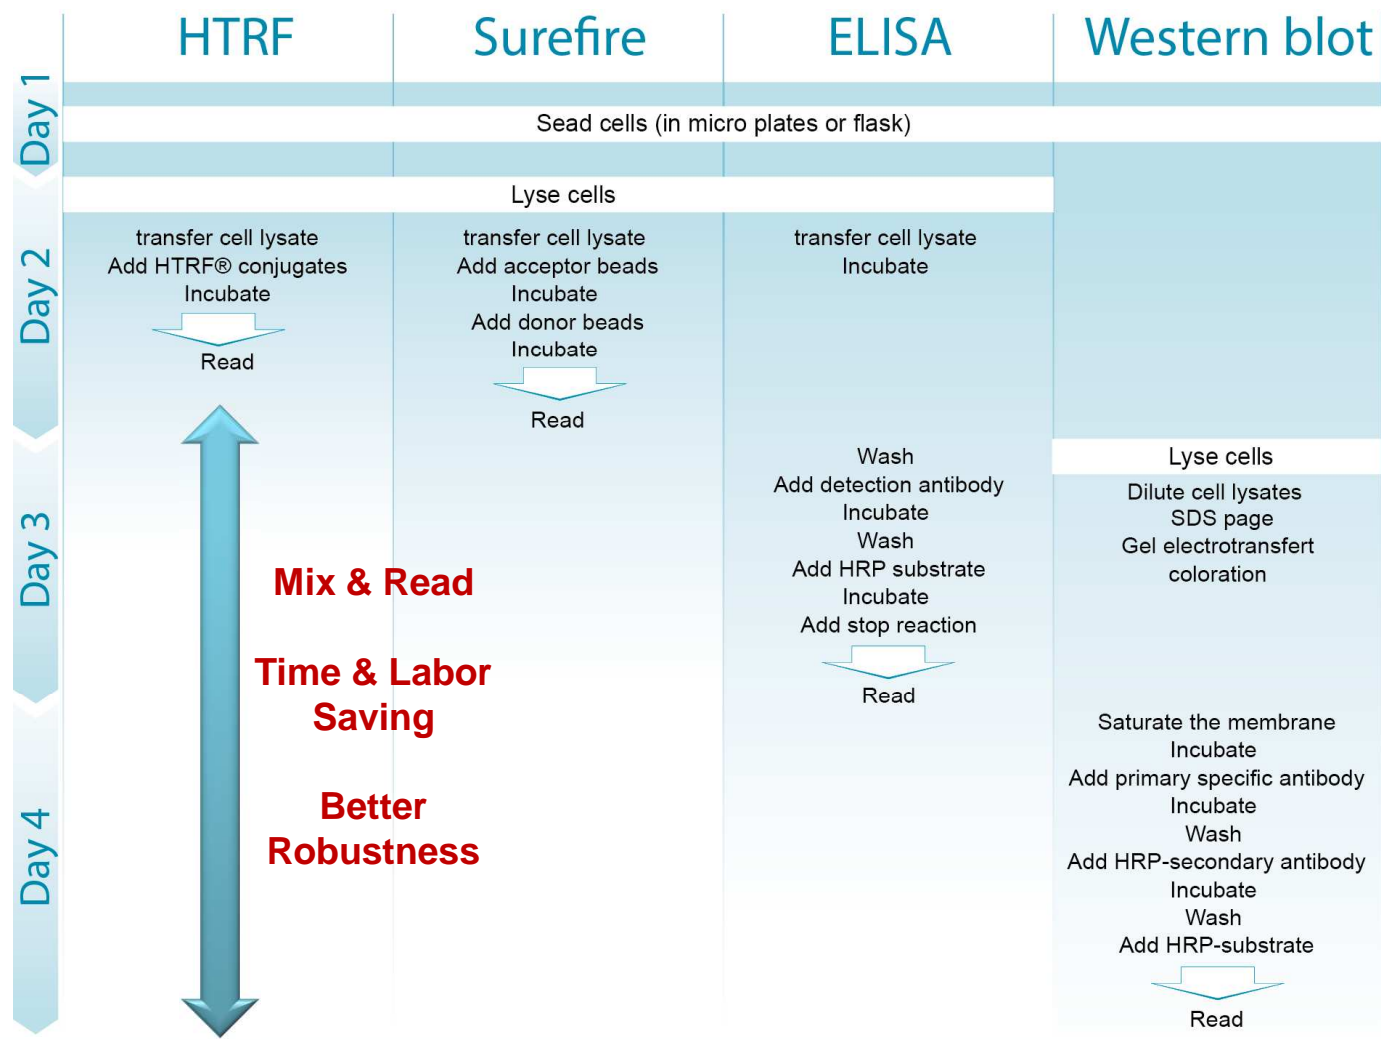 HTRF
Surefire
ELISA
Western blot
Day 1
Sead cells (in micro plates or flask)
Day 2
Lyse cells
transfer cell lysate
Add HTRF® conjugates
Incubate
Read
transfer cell lysate
Add acceptor beads
Incubate
Add donor beads
Incubate
Read
transfer cell lysate
Incubate
Day 3
Wash
Add detection antibody
Incubate
Wash
Add HRP substrate
Incubate
Add stop reaction
Read
Lyse cells
Dilute cell lysates
SDS page
Gel electrotransfert
coloration
Mix & Read
Time & Labor
Saving
Better
Robustness
Day 4
Saturate the membrane
Incubate
Add primary specific antibody
Incubate
Wash
Add HRP-secondary antibody
Incubate
Wash
Add HRP-substrate
Read